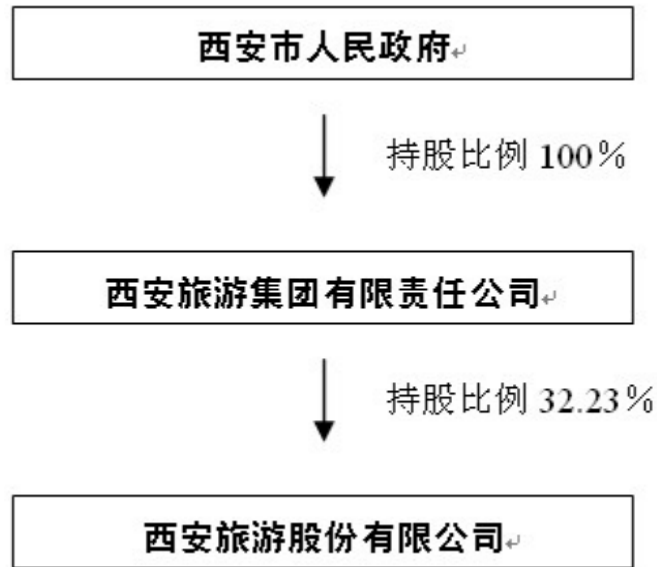 西安市人民政府
持股比例 100％
西安旅游集团有限责任公司
持股比例 32.23％
西安旅游股份有限公司